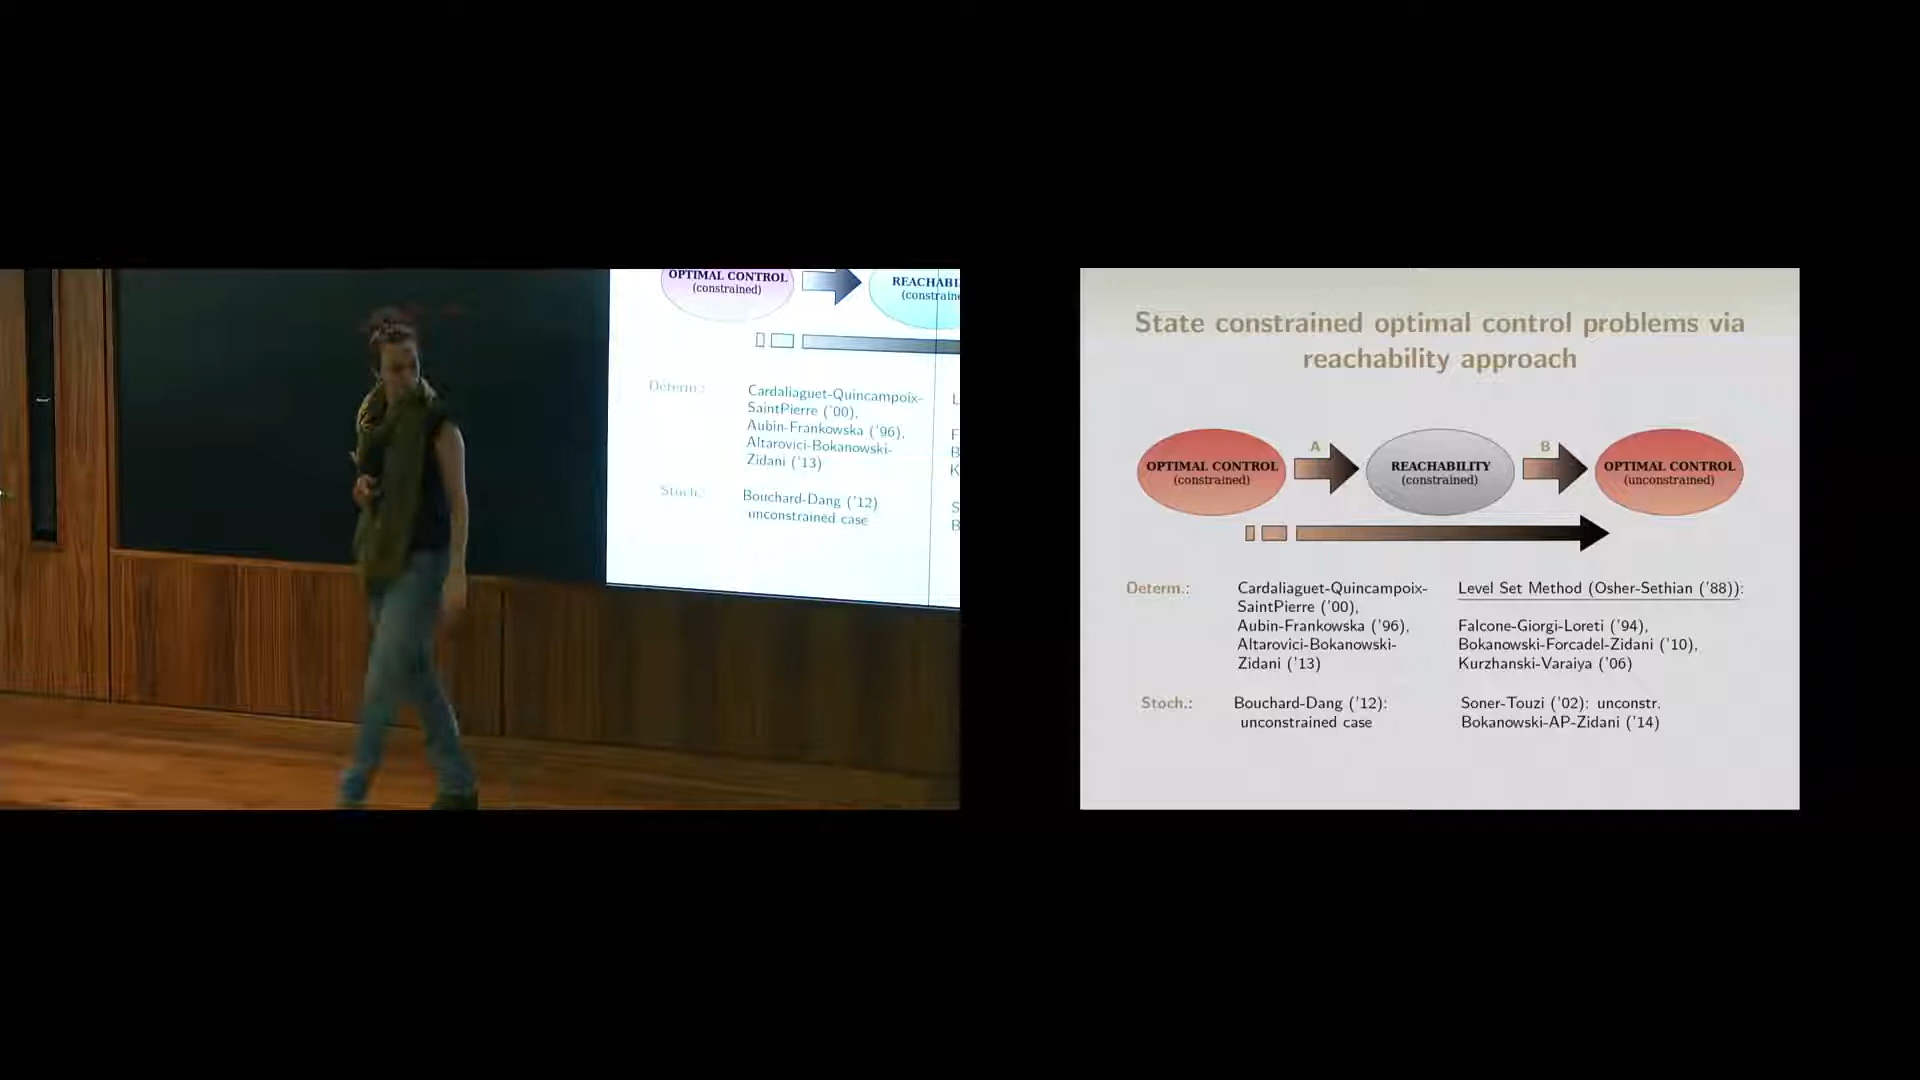 OPTIMAL CONTROL
(constrained)
REACHABI
(constraine
Determ.:
Cardaliaguet-Quincampoix-
SaintPierre ('00),
Aubin-Frankowska ('96),
Altarovici-Bokanowski-
Zidani ('13)
Stoch.:
Bouchard-Dang ('12)
unconstrained case
L
F
B
K
S
B
State constrained optimal control problems via
reachability approach
OPTIMAL CONTROL
(constrained)
A
REACHABILITY
(constrained)
B
OPTIMAL CONTROL
(unconstrained)
Determ.:
Cardaliaguet-Quincampoix-
SaintPierre ('00),
Aubin-Frankowska ('96),
Altarovici-Bokanowski-
Zidani ('13)
Level Set Method (Osher-Sethian ('88)):
Falcone-Giorgi-Loreti ('94),
Bokanowski-Forcadel-Zidani ('10),
Kurzhanski-Varaiya ('06)
Stoch.:
Bouchard-Dang ('12):
unconstrained case
Soner-Touzi ('02): unconstr.
Bokanowski-AP-Zidani ('14)